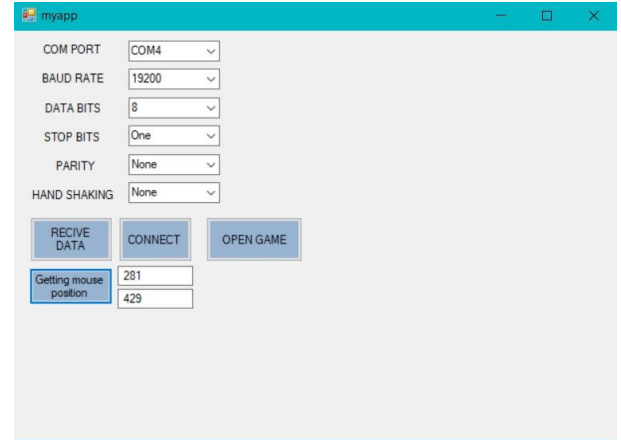 myapp
COM PORT COM4
BAUD RATE 19200
DATA BITS 8
STOP BITS One
PARITY None
HAND SHAKING None
RECIVE
DATA
CONNECT
OPEN GAME
Getting mouse
position
281
429